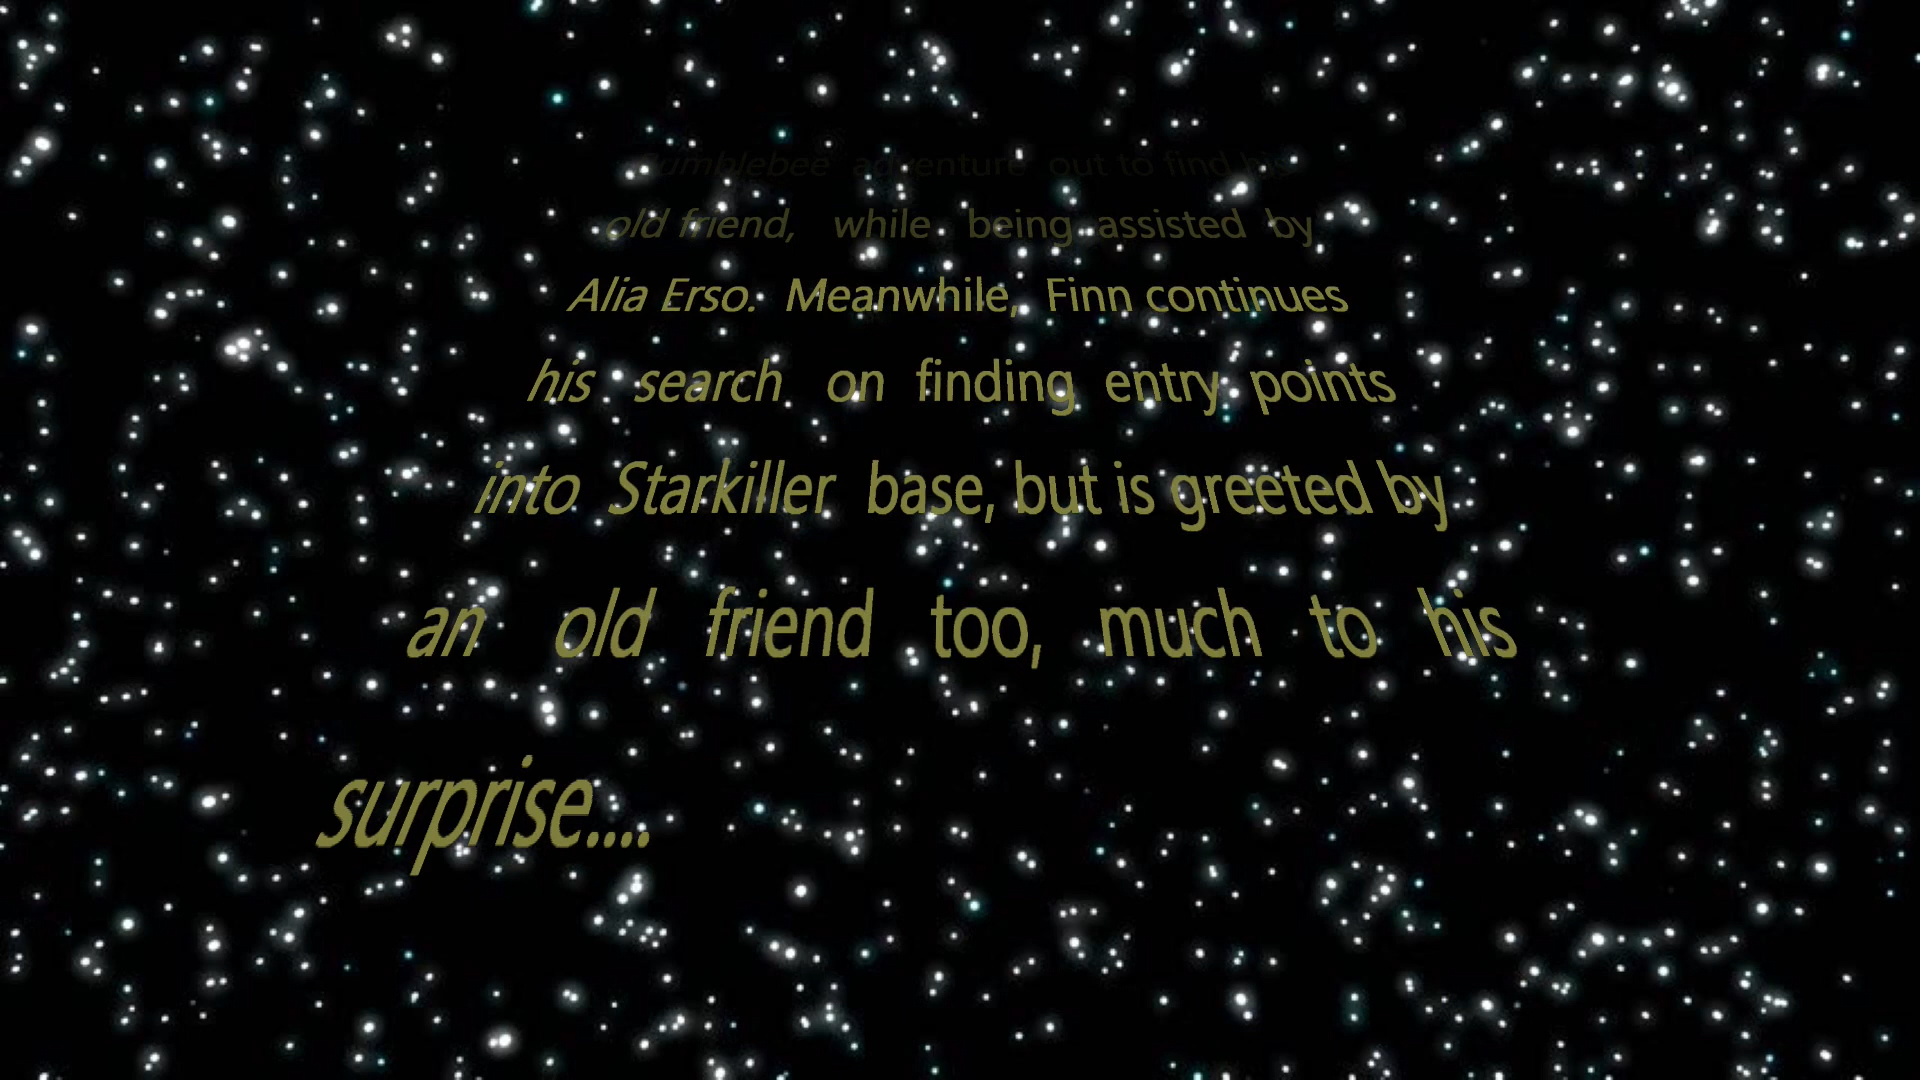 Bumblebee adventure out to find his
old friend, while being assisted by
Alia Erso. Meanwhile, Finn continues
his search on finding entry points
into Starkiller base, but is greeted by
an old friend too, much to his
surprise....